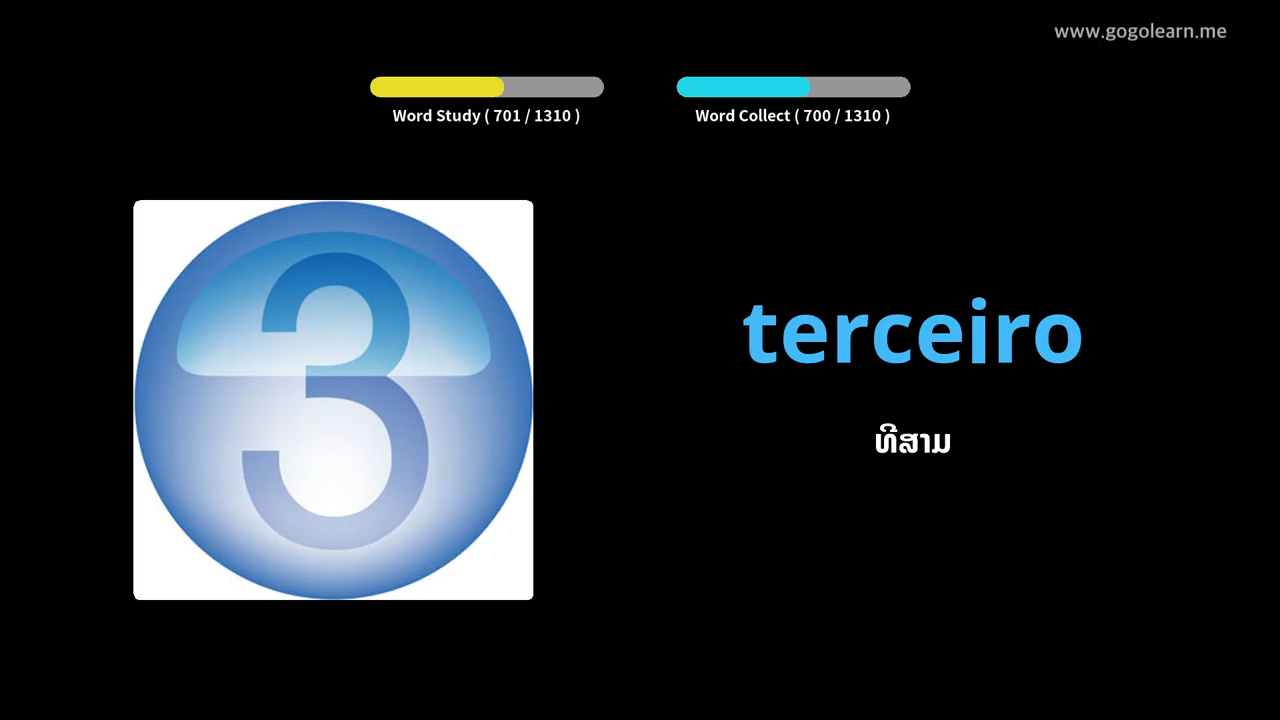 www.gogolearn.me
Word Study ( 701 / 1310 )
Word Collect ( 700 / 1310 )
3
terceiro
ທີສາມ